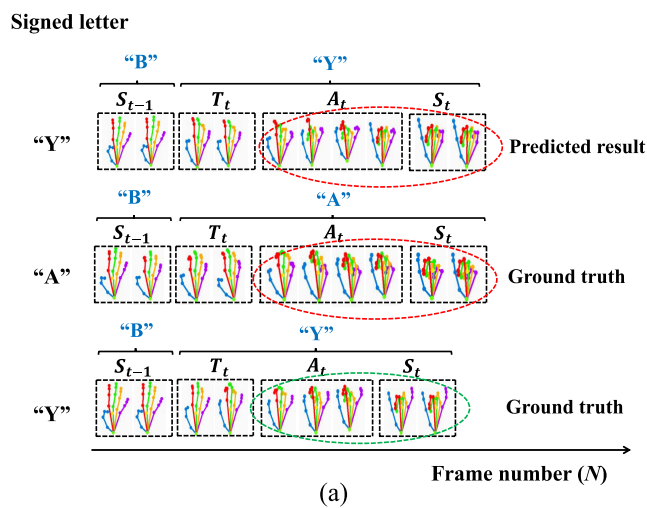 Signed letter
“B” “Y”
S_{t−1} T_t A_t S_t
“Y” Predicted result
“B” “A”
S_{t−1} T_t A_t S_t
“A” Ground truth
“B” “Y”
S_{t−1} T_t A_t S_t
“Y” Ground truth
Frame number (N)
(a)